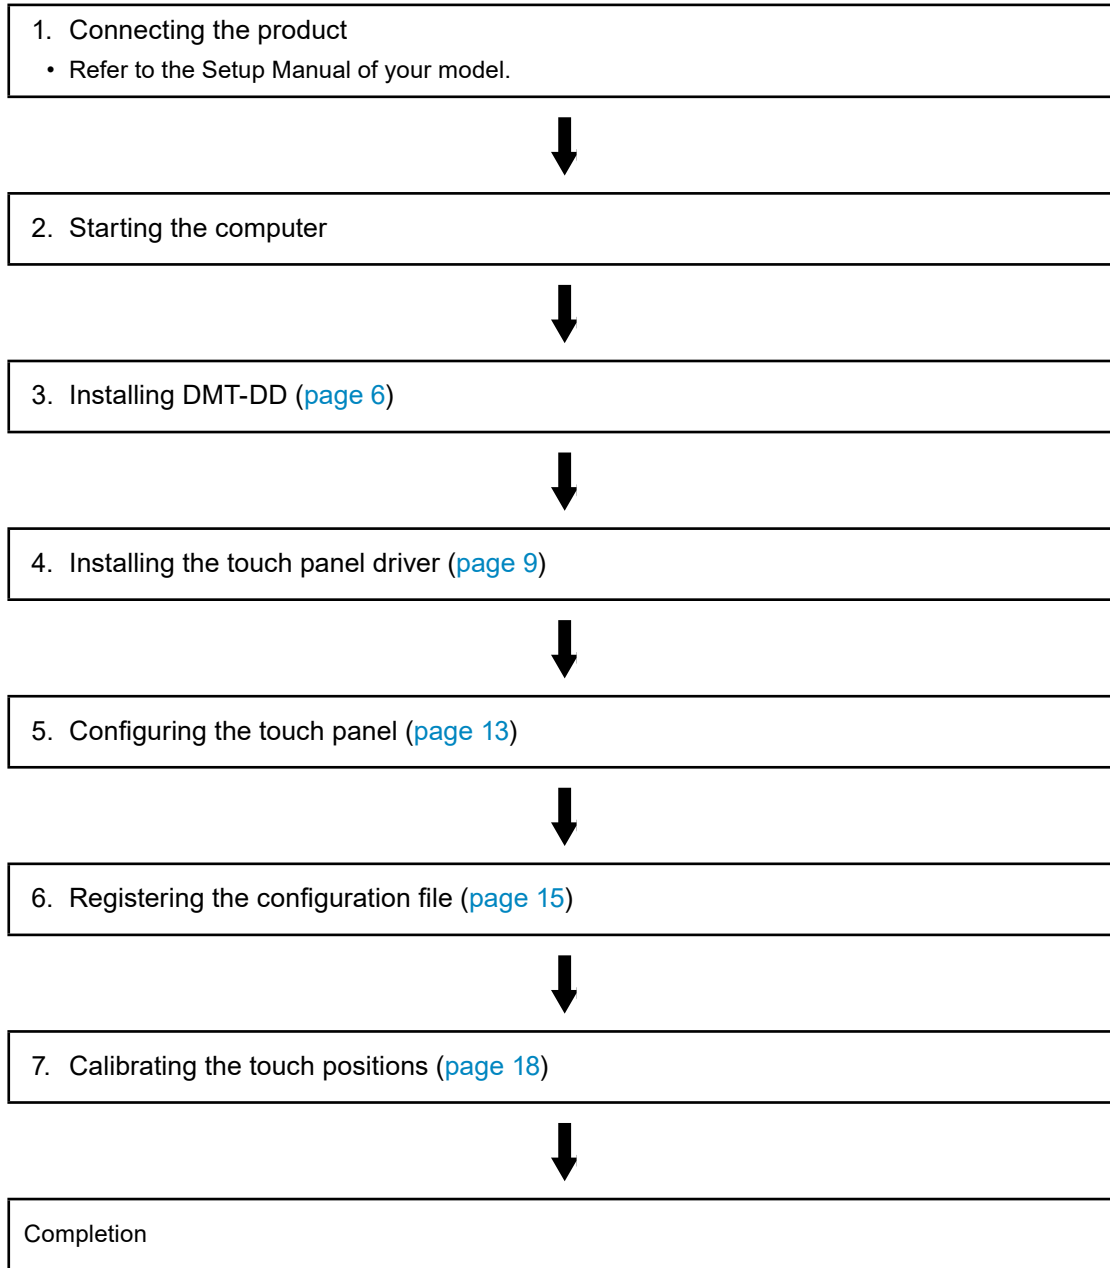 1. Connecting the product
• Refer to the Setup Manual of your model.
2. Starting the computer
3. Installing DMT-DD (page 6)
4. Installing the touch panel driver (page 9)
5. Configuring the touch panel (page 13)
6. Registering the configuration file (page 15)
7. Calibrating the touch positions (page 18)
Completion